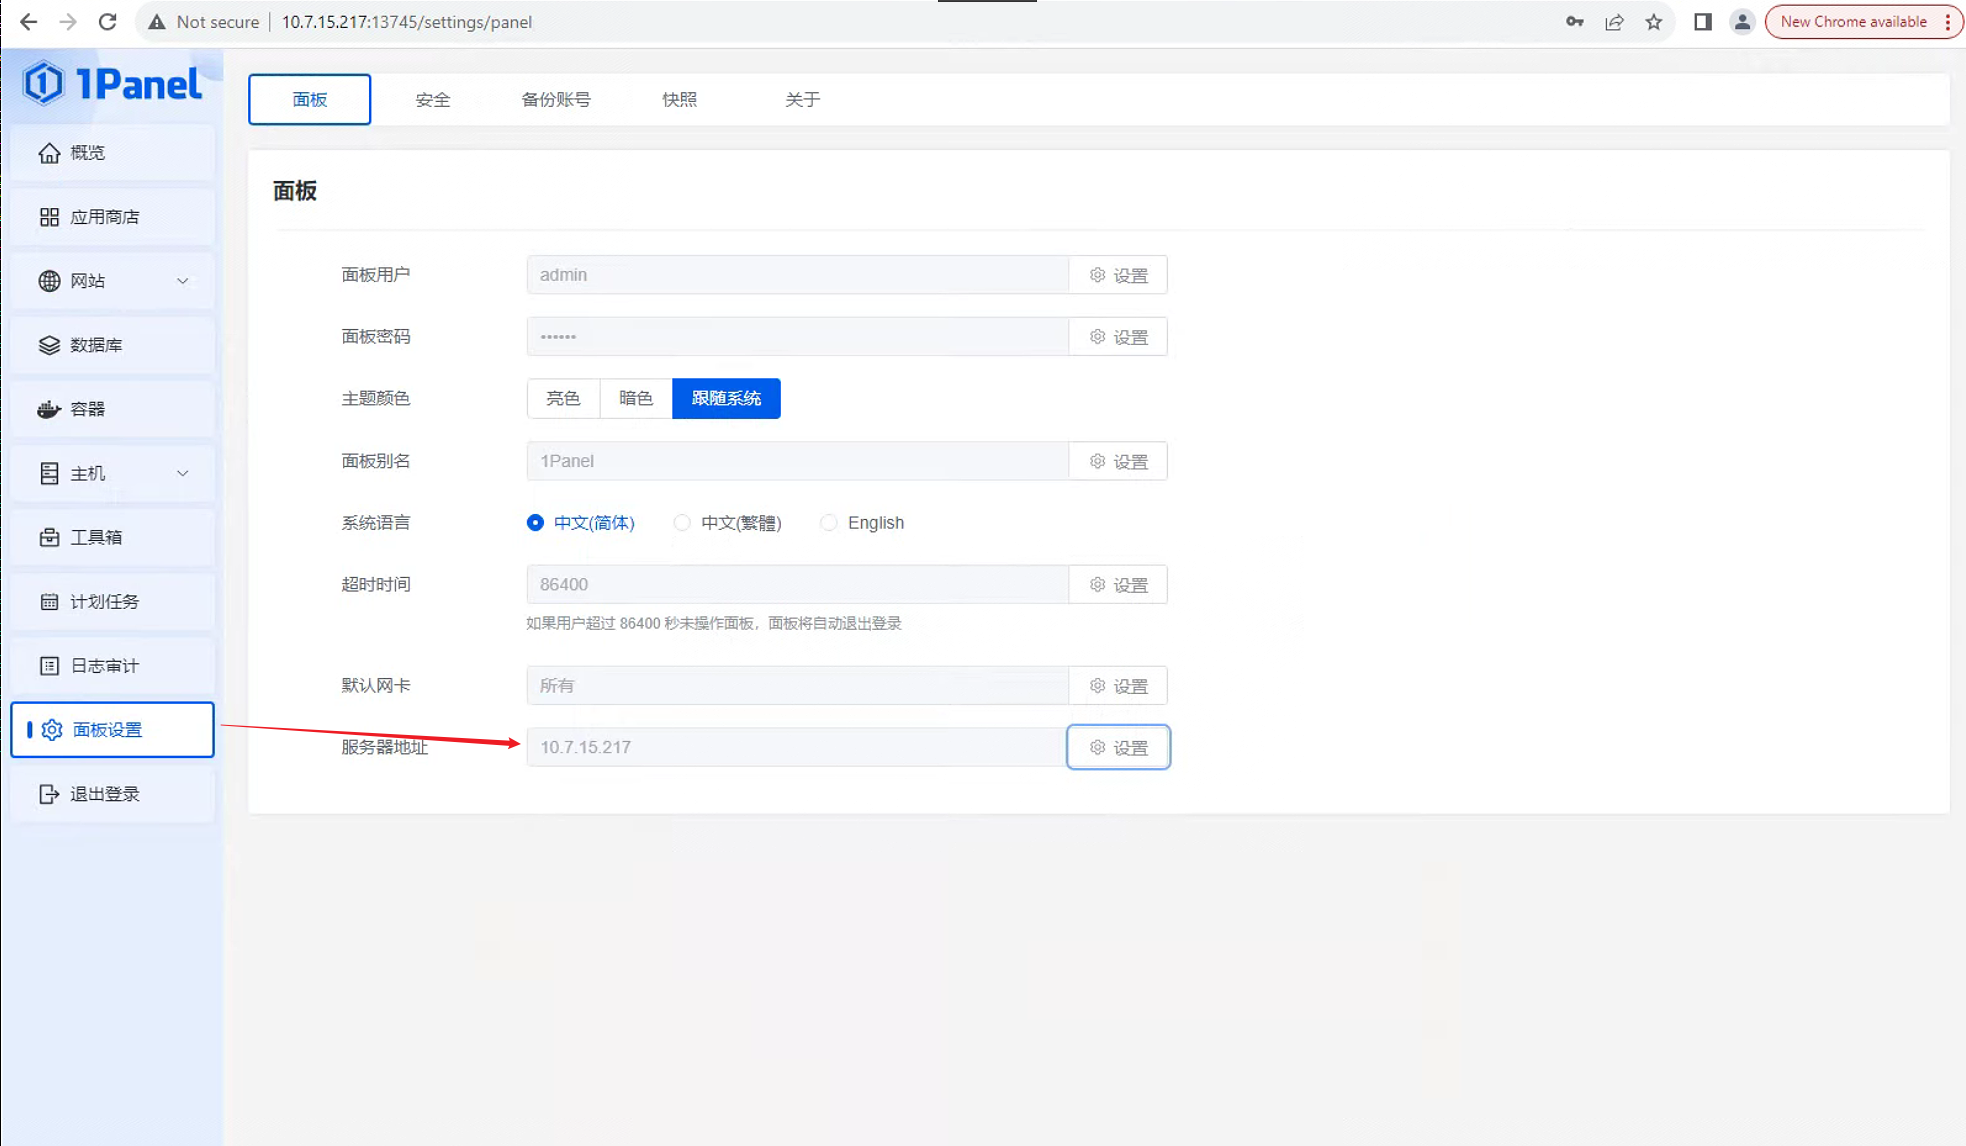 Not secure 10.7.15.217:13745/settings/panel New Chrome available
1Panel
面板 安全 备份账号 快照 关于
概览
应用商店
网站
数据库
容器
主机
工具箱
计划任务
日志审计
面板设置
退出登录
面板
面板用户 admin 设置
面板密码 •••••• 设置
主题颜色 亮色 暗色 跟随系统
面板别名 1Panel 设置
系统语言 中文(简体) 中文(繁體) English
超时时间 86400 设置
如果用户超过 86400 秒未操作面板，面板将自动退出登录
默认网卡 所有 设置
服务器地址 10.7.15.217 设置